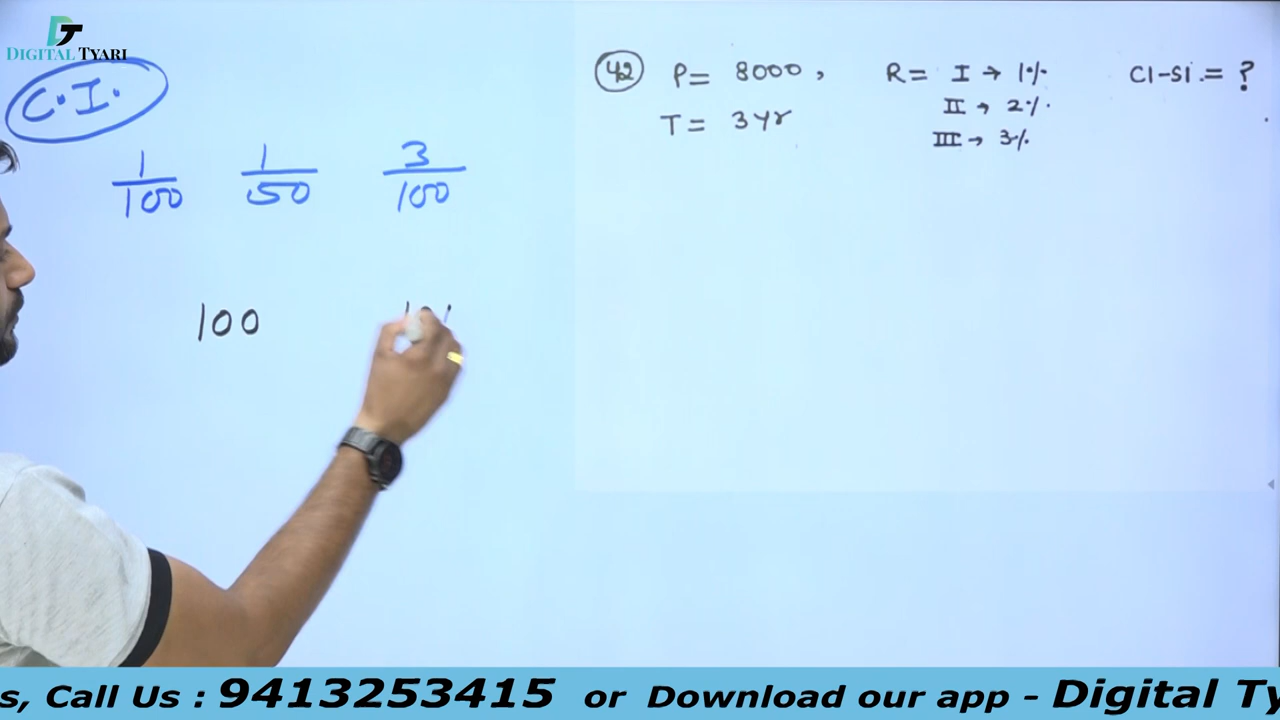 DT
DIGITAL TYARI
C.I.
1/100 1/50 3/100
100
42 P = 8000, R = I → 1% CI-SI = ?
T = 3yr II → 2%.
III → 3%
s, Call Us : 9413253415 or Download our app - Digital Ty